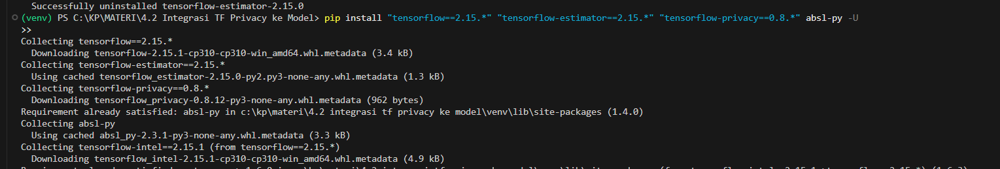 Successfully uninstalled tensorflow-estimator-2.15.0
(venv) PS C:\KP\MATERI\4.2 Integrasi TF Privacy ke Model> pip install "tensorflow==2.15.*" "tensorflow-estimator==2.15.*" "tensorflow-privacy==0.8.*" absl-py -U
>>
Collecting tensorflow==2.15.*
Downloading tensorflow-2.15.1-cp310-cp310-win_amd64.whl.metadata (3.4 kB)
Collecting tensorflow-estimator==2.15.*
Using cached tensorflow_estimator-2.15.0-py2.py3-none-any.whl.metadata (1.3 kB)
Collecting tensorflow-privacy==0.8.*
Downloading tensorflow_privacy-0.8.12-py3-none-any.whl.metadata (962 bytes)
Requirement already satisfied: absl-py in c:\kp\materi\4.2 integrasi tf privacy ke model\venv\lib\site-packages (1.4.0)
Collecting absl-py
Using cached absl_py-2.3.1-py3-none-any.whl.metadata (3.3 kB)
Collecting tensorflow-intel==2.15.1 (from tensorflow==2.15.*)
Downloading tensorflow_intel-2.15.1-cp310-cp310-win_amd64.whl.metadata (4.9 kB)